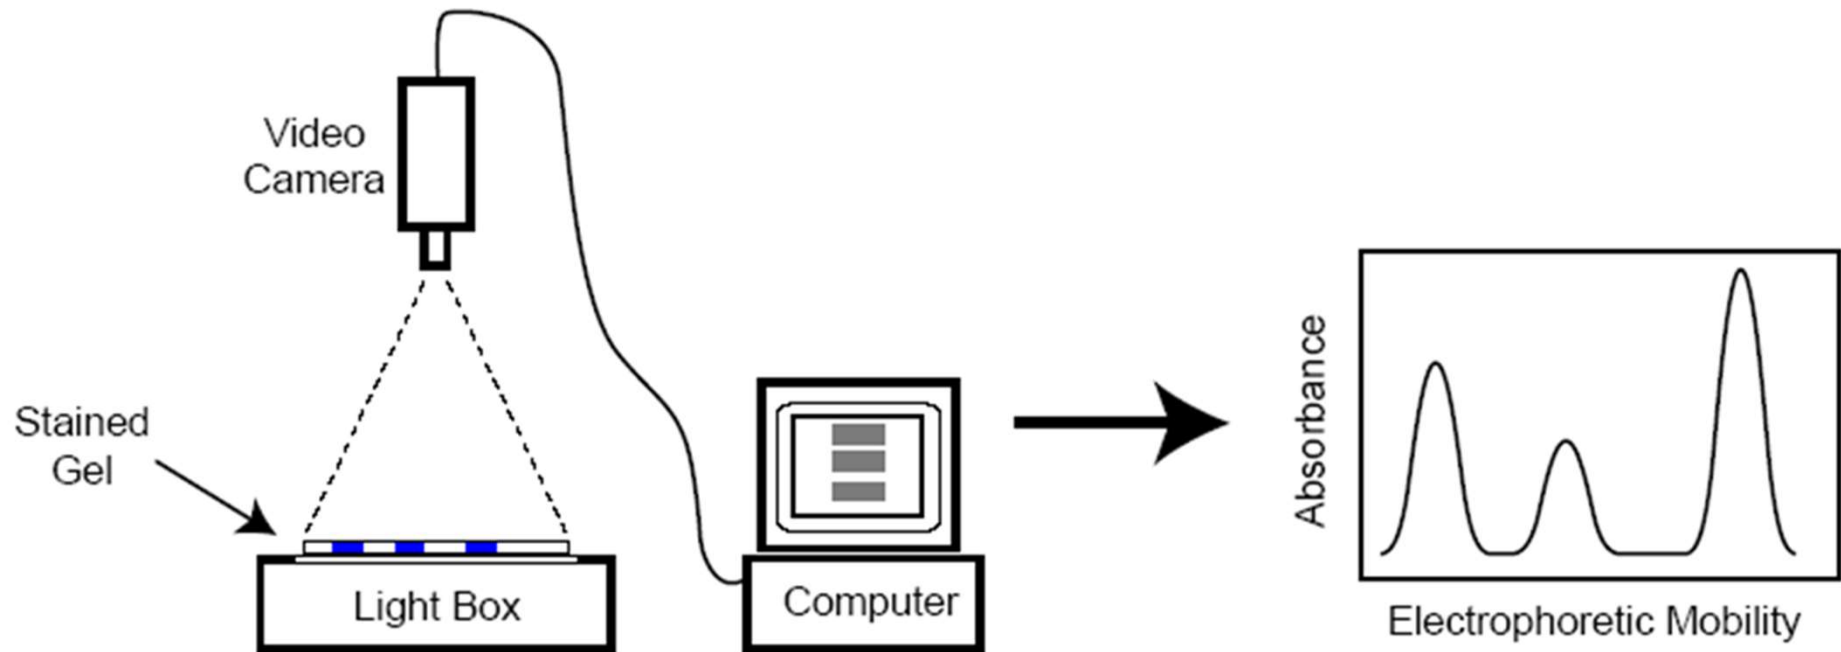 Video
Camera
Stained
Gel
Light Box
Computer
Absorbance
Electrophoretic Mobility